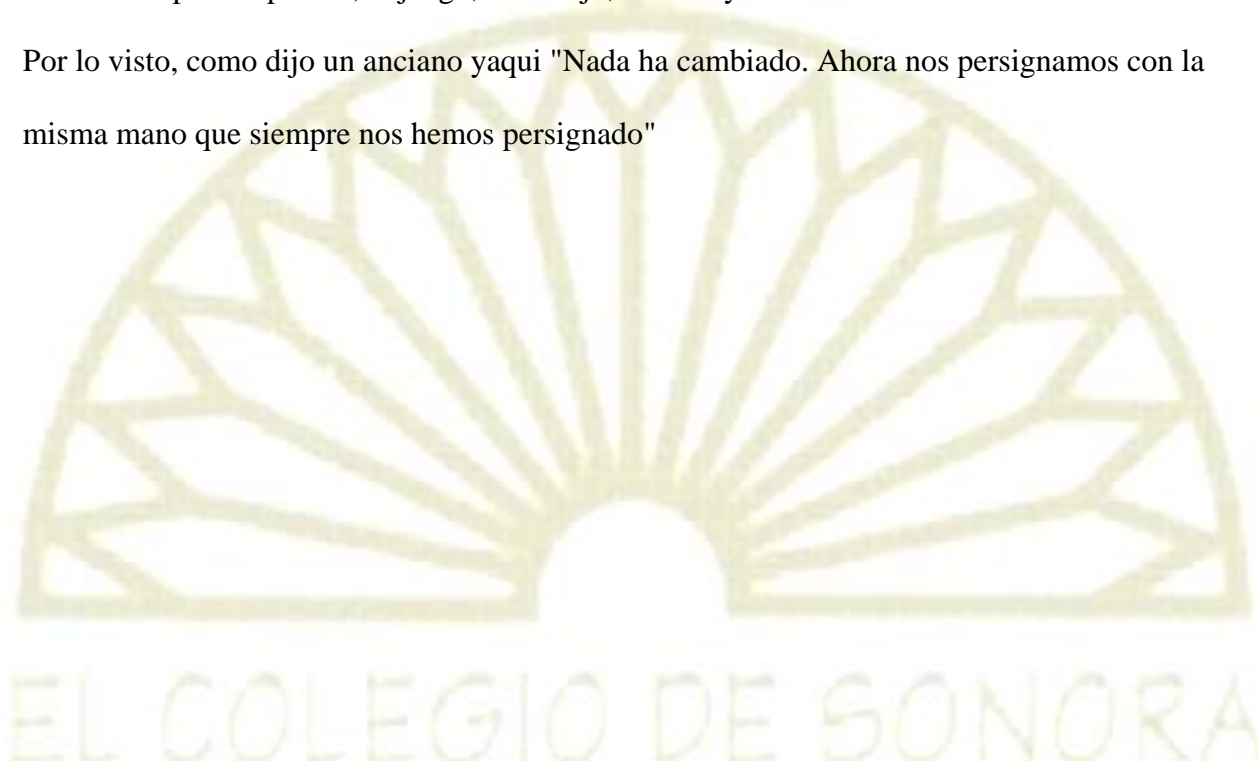 Por lo visto, como dijo un anciano yaqui "Nada ha cambiado. Ahora nos persignamos con la
misma mano que siempre nos hemos persignado"
EL COLEGIO DE SONORA